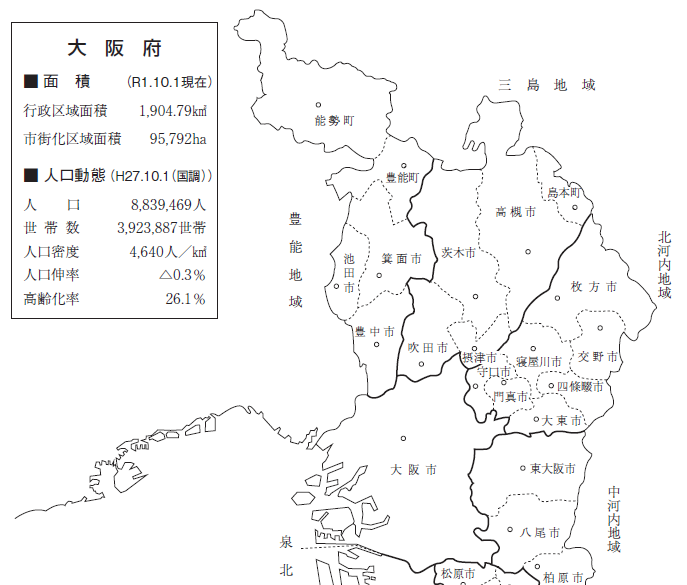 大阪府
■面積 (R1.10.1現在)
行政区域面積 1,904.79㎢
市街化区域面積 95,792ha
■人口動態(H27.10.1(国調))
人口 8,839,469人
世帯数 3,923,887世帯
人口密度 4,640人/㎢
人口伸率 △0.3%
高齢化率 26.1%
三島地域
能勢町
豊能町
島本町
高槻市
豊能地域
北河内地域
池田市
箕面市
茨木市
枚方市
豊中市
吹田市
摂津市
寝屋川市
交野市
守口市
門真市
四條畷市
大東市
大阪市
東大阪市
中河内地域
八尾市
泉北
松原市
柏原市